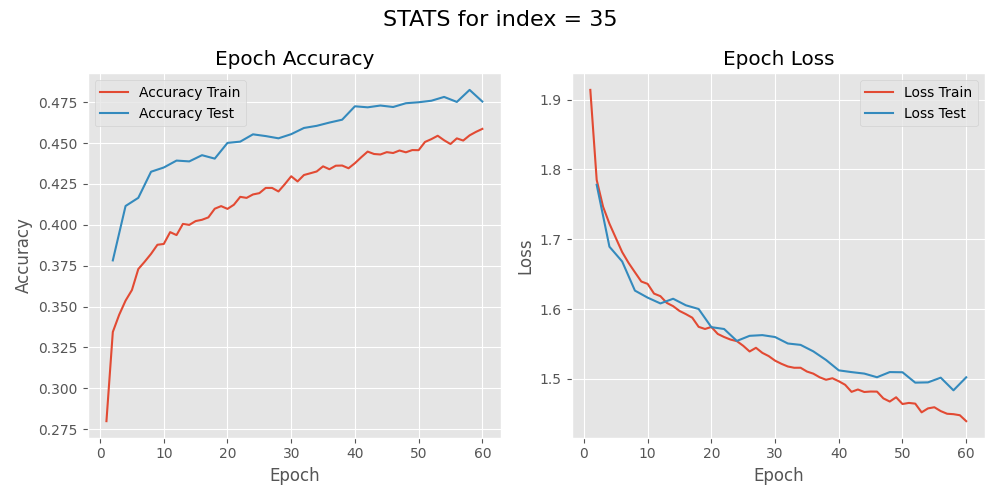 STATS for index = 35
Epoch Accuracy
Accuracy Train
Accuracy Test
0.475
0.450
0.425
0.400
0.375
0.350
0.325
0.300
0.275
Accuracy
0 10 20 30 40 50 60
Epoch
Epoch Loss
Loss Train
Loss Test
1.9
1.8
1.7
1.6
1.5
Loss
0 10 20 30 40 50 60
Epoch